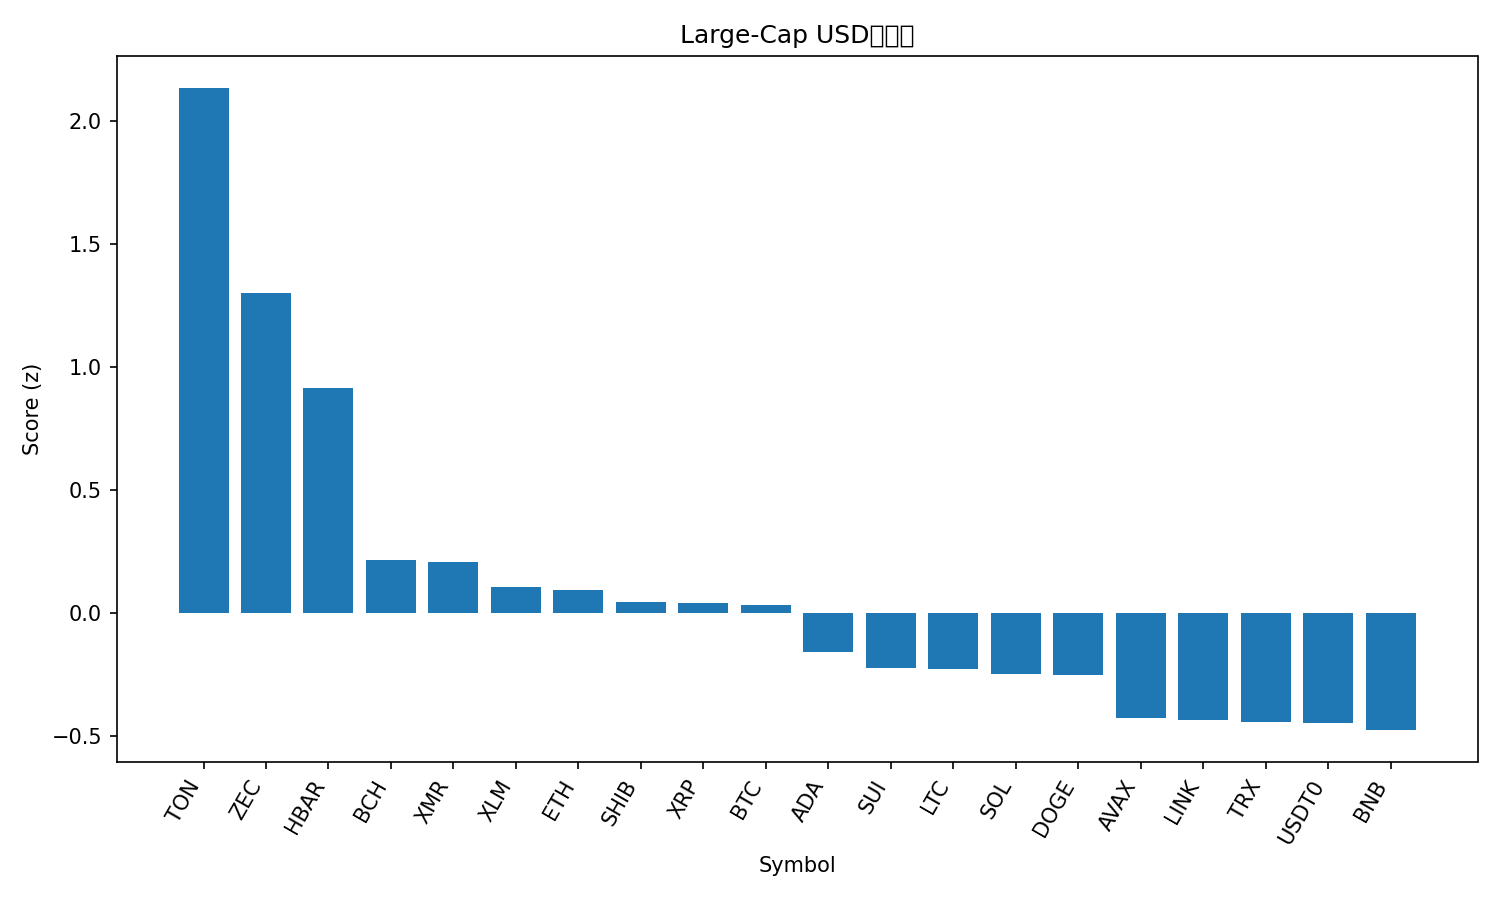 Large-Cap USD
Score (z)
2.0
1.5
1.0
0.5
0.0
−0.5
TON ZEC HBAR BCH XMR XLM ETH SHIB XRP BTC ADA SUI LTC SOL DOGE AVAX LINK TRX USDT0 BNB
Symbol